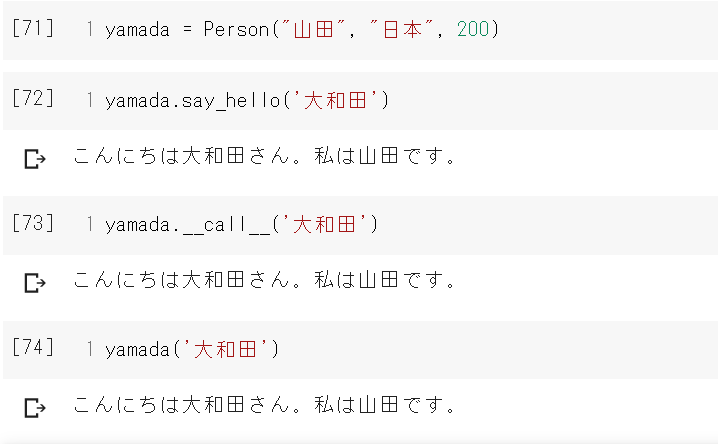 [71] 1 yamada = Person("山田", "日本", 200)
[72] 1 yamada.say_hello('大和田')
こんにちは大和田さん。私は山田です。
[73] 1 yamada.__call__('大和田')
こんにちは大和田さん。私は山田です。
[74] 1 yamada('大和田')
こんにちは大和田さん。私は山田です。